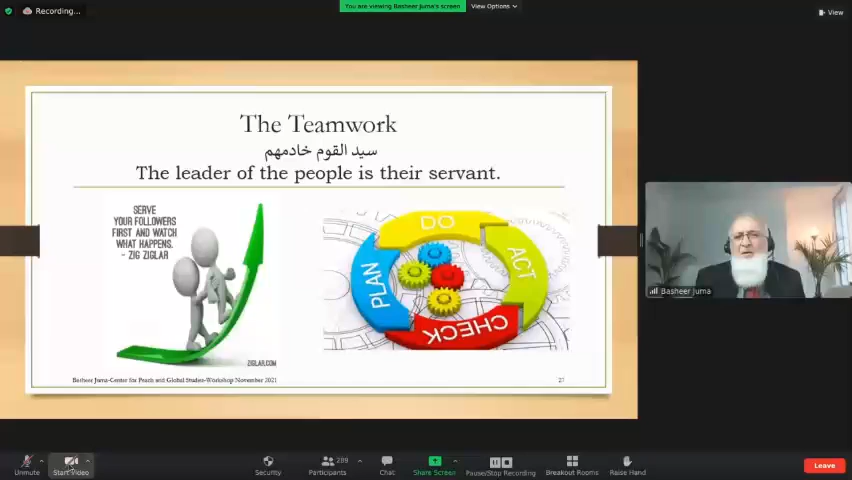 Recording...
You are viewing Basheer Juma's screen
View Options
View
The Teamwork
سيد القوم خادمهم
The leader of the people is their servant.
SERVE
YOUR FOLLOWERS
FIRST AND WATCH
WHAT HAPPENS.
- ZIG ZIGLAR
ZIGLAR.COM
DO
ACT
CHECK
PLAN
Basheer Juma-Center for Peace and Global Studies-Workshop November 2021
Basheer Juma
Unmute
Start Video
Security
289
Participants
Chat
Share Screen
Pause/Stop Recording
Breakout Rooms
Raise Hand
Leave